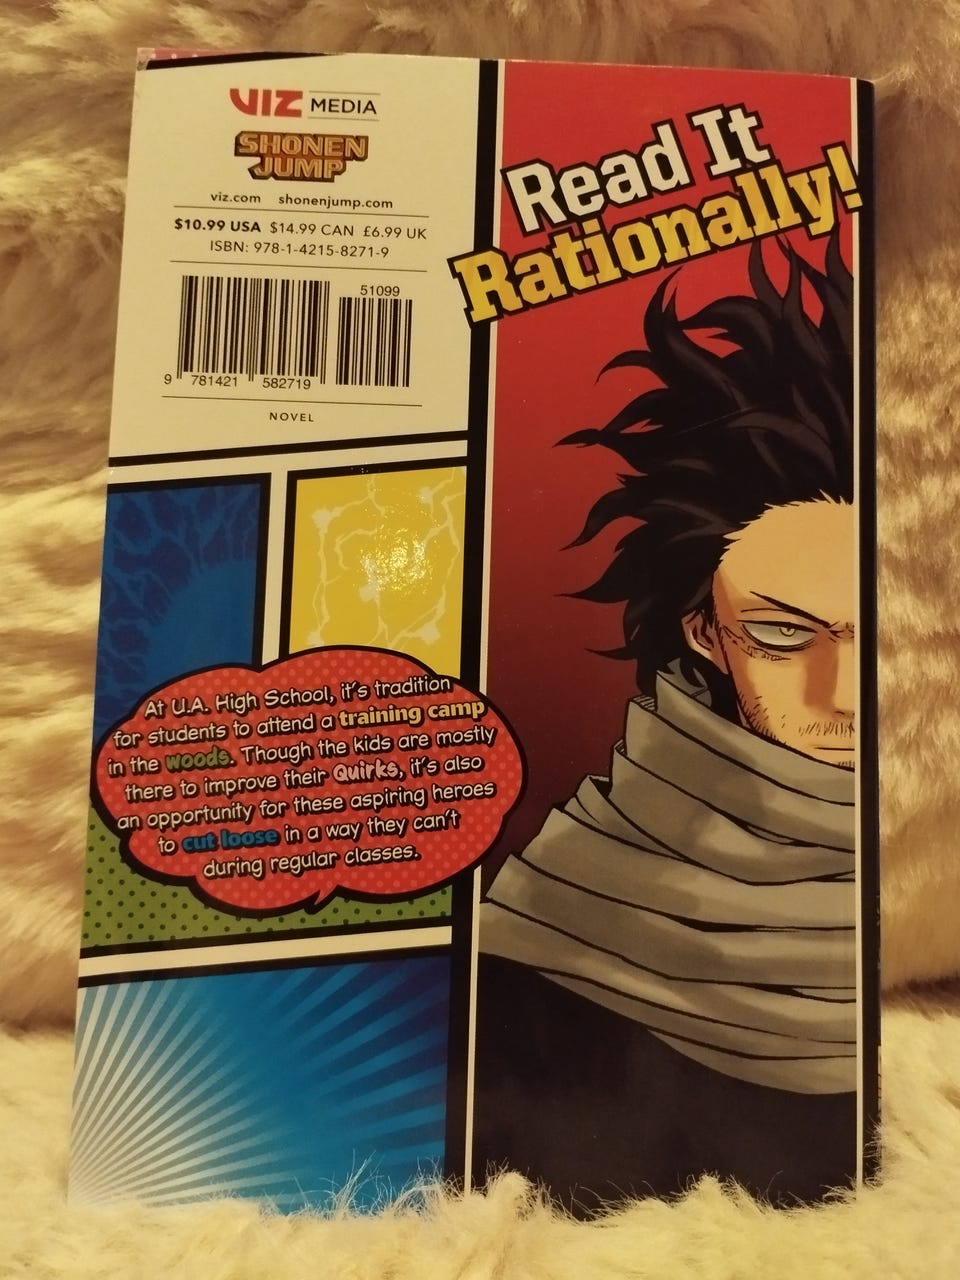 VIZ MEDIA
SHONEN
JUMP
viz.com shonenjump.com
$10.99 USA $14.99 CAN £6.99 UK
ISBN: 978-1-4215-8271-9
51099
9 781421 582719
NOVEL
Read It
Rationally!
At U.A. High School, it's tradition
for students to attend a training camp
in the woods. Though the kids are mostly
there to improve their Quirks, it's also
an opportunity for these aspiring heroes
to cut loose in a way they can't
during regular classes.